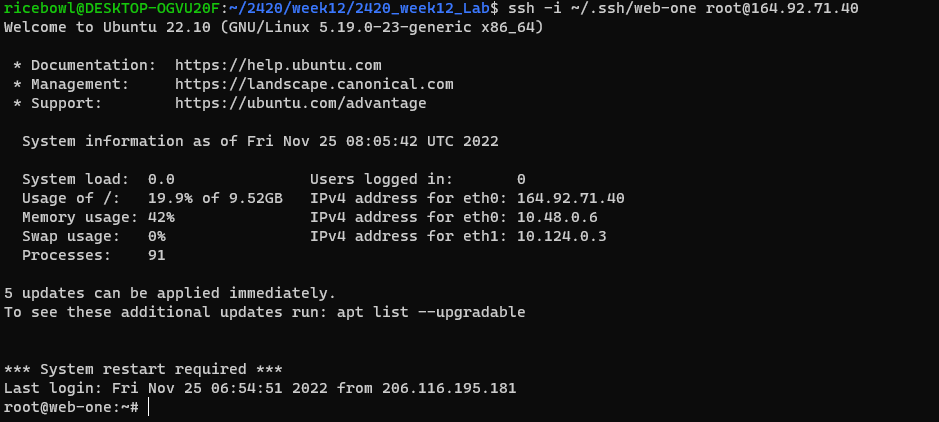 ricebowl@DESKTOP-OGVU20F:~/2420/week12/2420_week12_Lab$ ssh -i ~/.ssh/web-one root@164.92.71.40
Welcome to Ubuntu 22.10 (GNU/Linux 5.19.0-23-generic x86_64)
* Documentation:  https://help.ubuntu.com
* Management:     https://landscape.canonical.com
* Support:        https://ubuntu.com/advantage
System information as of Fri Nov 25 08:05:42 UTC 2022
System load:  0.0               Users logged in:       0
Usage of /:   19.9% of 9.52GB   IPv4 address for eth0: 164.92.71.40
Memory usage: 42%               IPv4 address for eth0: 10.48.0.6
Swap usage:   0%                IPv4 address for eth1: 10.124.0.3
Processes:    91
5 updates can be applied immediately.
To see these additional updates run: apt list --upgradable
*** System restart required ***
Last login: Fri Nov 25 06:54:51 2022 from 206.116.195.181
root@web-one:~#